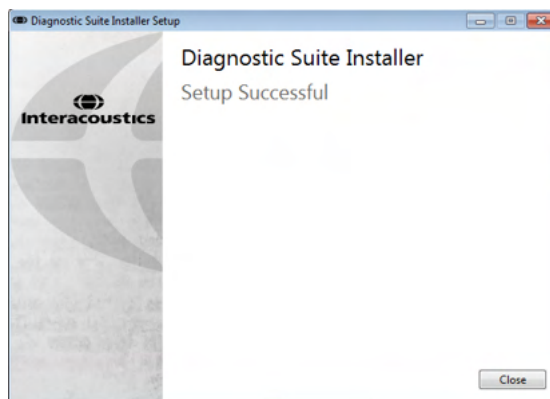 Diagnostic Suite Installer Setup
Diagnostic Suite Installer
Setup Successful
Interacoustics
Close